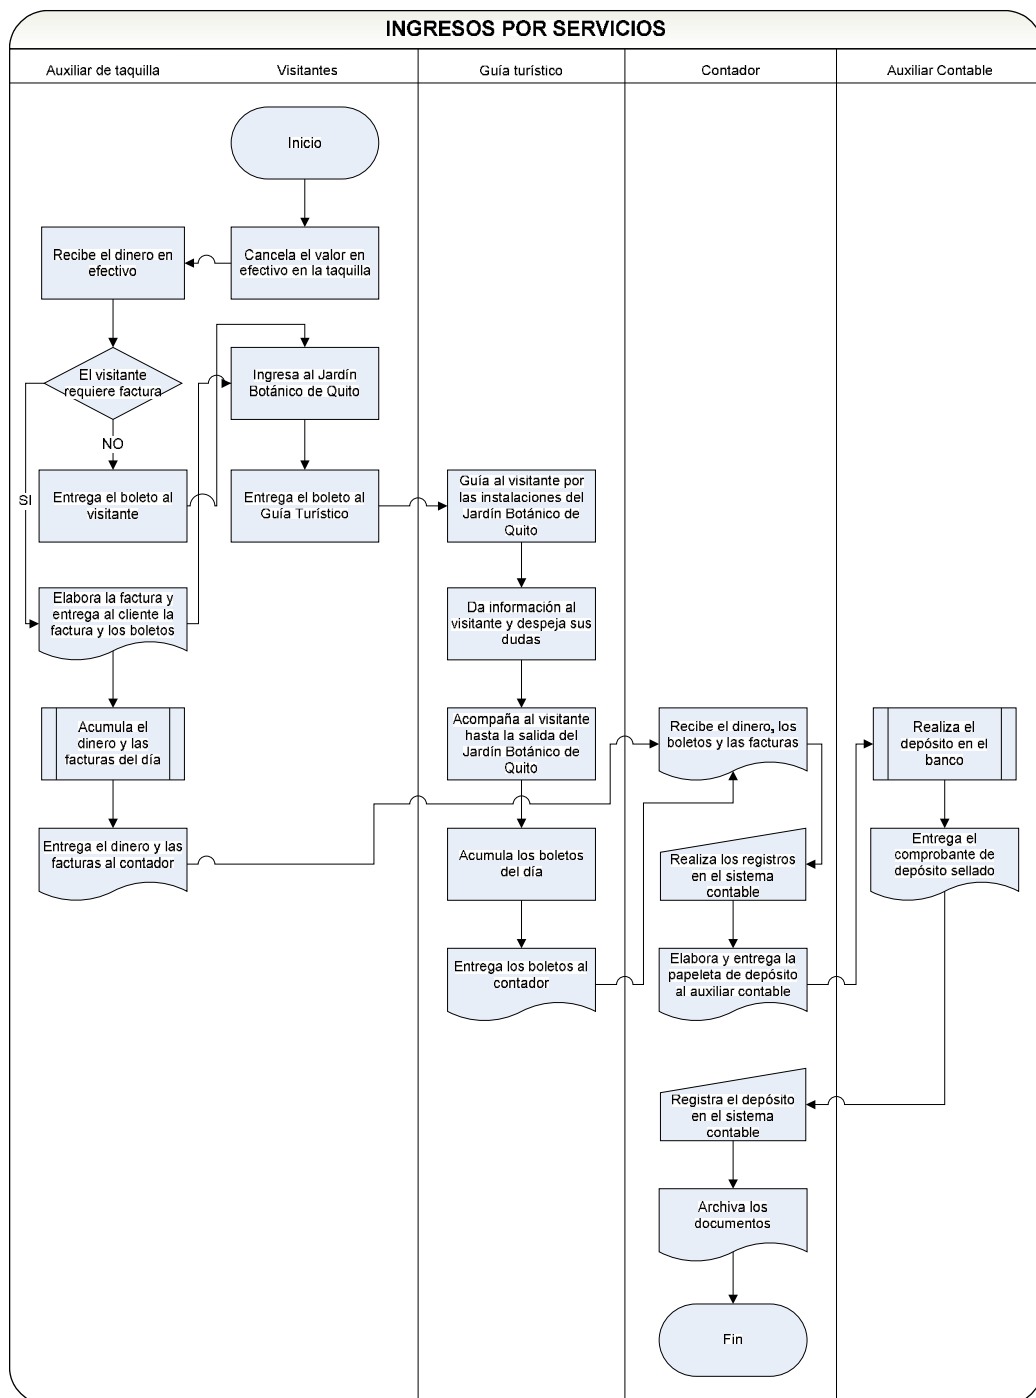 INGRESOS POR SERVICIOS
Auxiliar de taquilla
Visitantes
Guía turístico
Contador
Auxiliar Contable
Inicio
Recibe el dinero en
efectivo
Cancela el valor en
efectivo en la taquilla
El visitante
requiere factura
Ingresa al Jardín
Botánico de Quito
NO
SI
Entrega el boleto al
visitante
Entrega el boleto al
Guía Turístico
Guía al visitante por
las instalaciones del
Jardín Botánico de
Quito
Elabora la factura y
entrega al cliente la
factura y los boletos
Da información al
visitante y despeja sus
dudas
Acumula el
dinero y las
facturas del día
Acompaña al visitante
hasta la salida del
Jardín Botánico de
Quito
Recibe el dinero, los
boletos y las facturas
Realiza el
depósito en el
banco
Entrega el dinero y las
facturas al contador
Acumula los boletos
del día
Realiza los registros
en el sistema
contable
Entrega el
comprobante de
depósito sellado
Entrega los boletos al
contador
Elabora y entrega la
papeleta de depósito
al auxiliar contable
Registra el depósito
en el sistema
contable
Archiva los
documentos
Fin